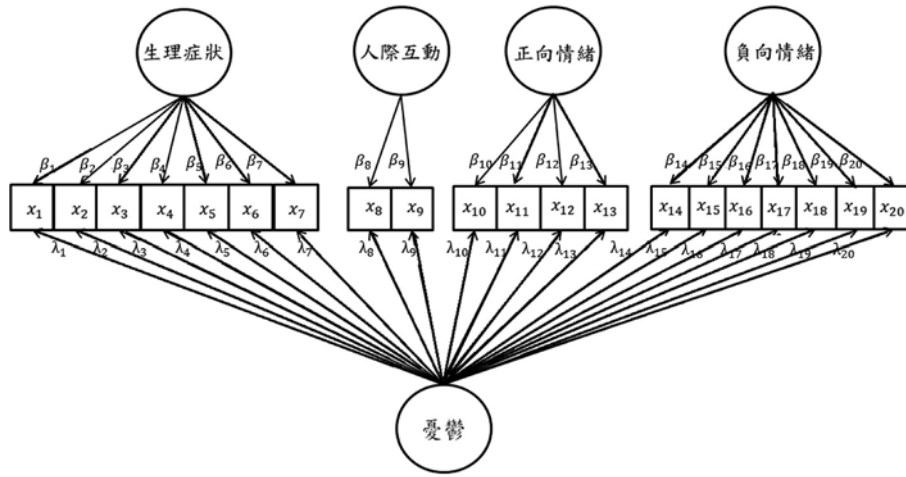 生理症狀 人際互動 正向情緒 負向情緒
β₁ β₂ β₃ β₄ β₅ β₆ β₇ β₈ β₉ β₁₀ β₁₁ β₁₂ β₁₃ β₁₄ β₁₅ β₁₆ β₁₇ β₁₈ β₁₉ β₂₀
x₁ x₂ x₃ x₄ x₅ x₆ x₇ x₈ x₉ x₁₀ x₁₁ x₁₂ x₁₃ x₁₄ x₁₅ x₁₆ x₁₇ x₁₈ x₁₉ x₂₀
λ₁ λ₂ λ₃ λ₄ λ₅ λ₆ λ₇ λ₈ λ₉ λ₁₀ λ₁₁ λ₁₂ λ₁₃ λ₁₄ λ₁₅ λ₁₆ λ₁₇ λ₁₈ λ₁₉ λ₂₀
憂鬱